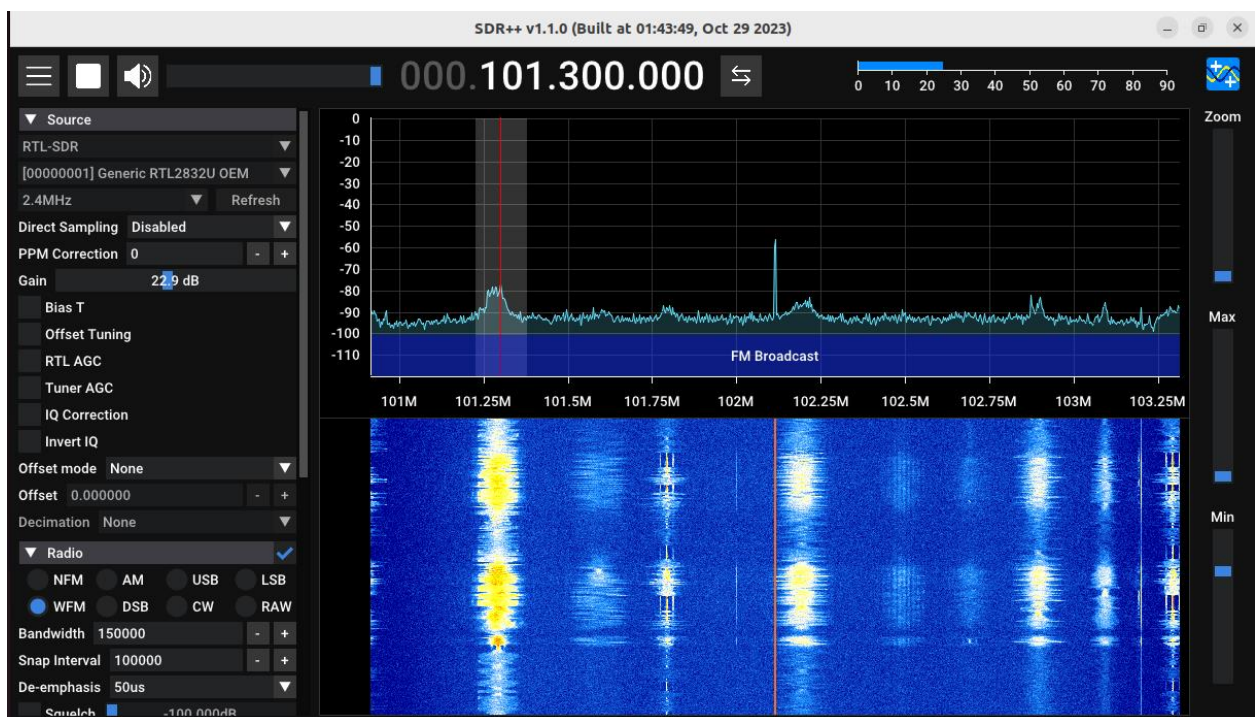 SDR++ v1.1.0 (Built at 01:43:49, Oct 29 2023)
000.101.300.000
0 10 20 30 40 50 60 70 80 90
Source
RTL-SDR
[00000001] Generic RTL2832U OEM
2.4MHz Refresh
Direct Sampling Disabled
PPM Correction 0 - +
Gain 22.9 dB
Bias T
Offset Tuning
RTL AGC
Tuner AGC
IQ Correction
Invert IQ
Offset mode None
Offset 0.000000 - +
Decimation None
Radio
NFM AM USB LSB
WFM DSB CW RAW
Bandwidth 150000 - +
Snap Interval 100000 - +
De-emphasis 50us
Squelch -100.000dB
0
-10
-20
-30
-40
-50
-60
-70
-80
-90
-100
-110
FM Broadcast
101M 101.25M 101.5M 101.75M 102M 102.25M 102.5M 102.75M 103M 103.25M
Zoom
Max
Min